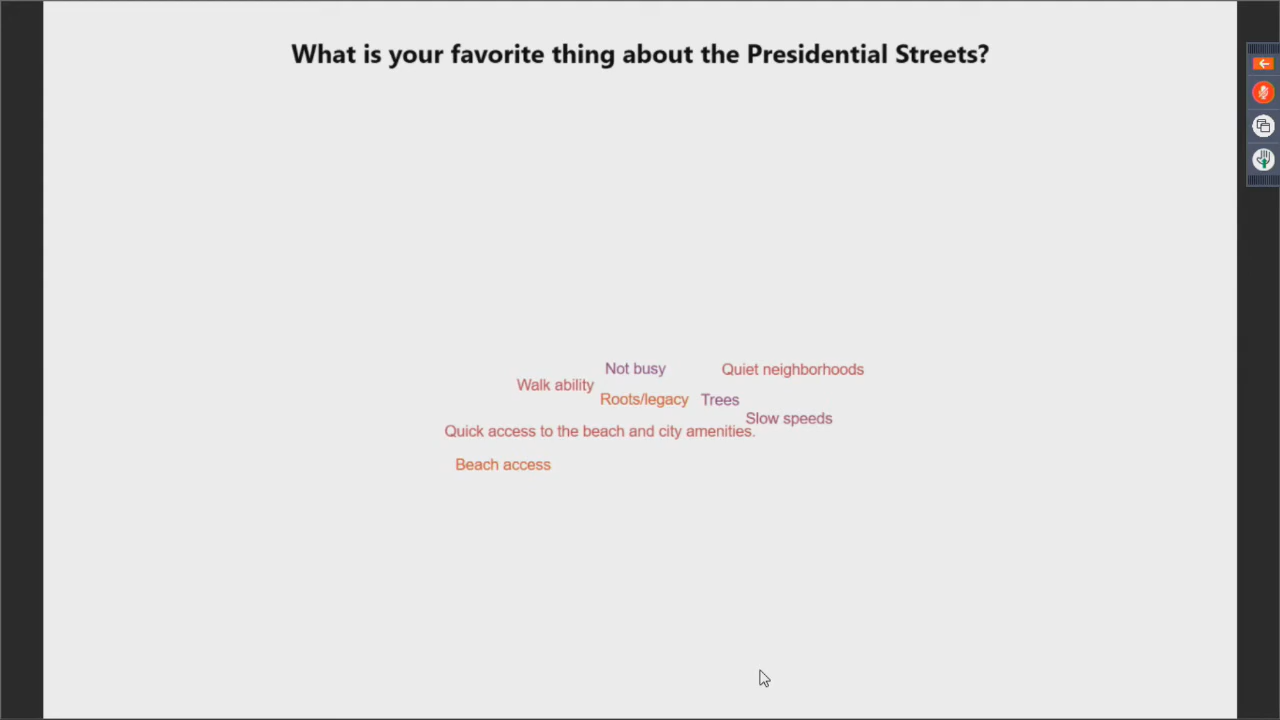 What is your favorite thing about the Presidential Streets?
Not busy
Quiet neighborhoods
Walk ability
Roots/legacy
Trees
Slow speeds
Quick access to the beach and city amenities.
Beach access